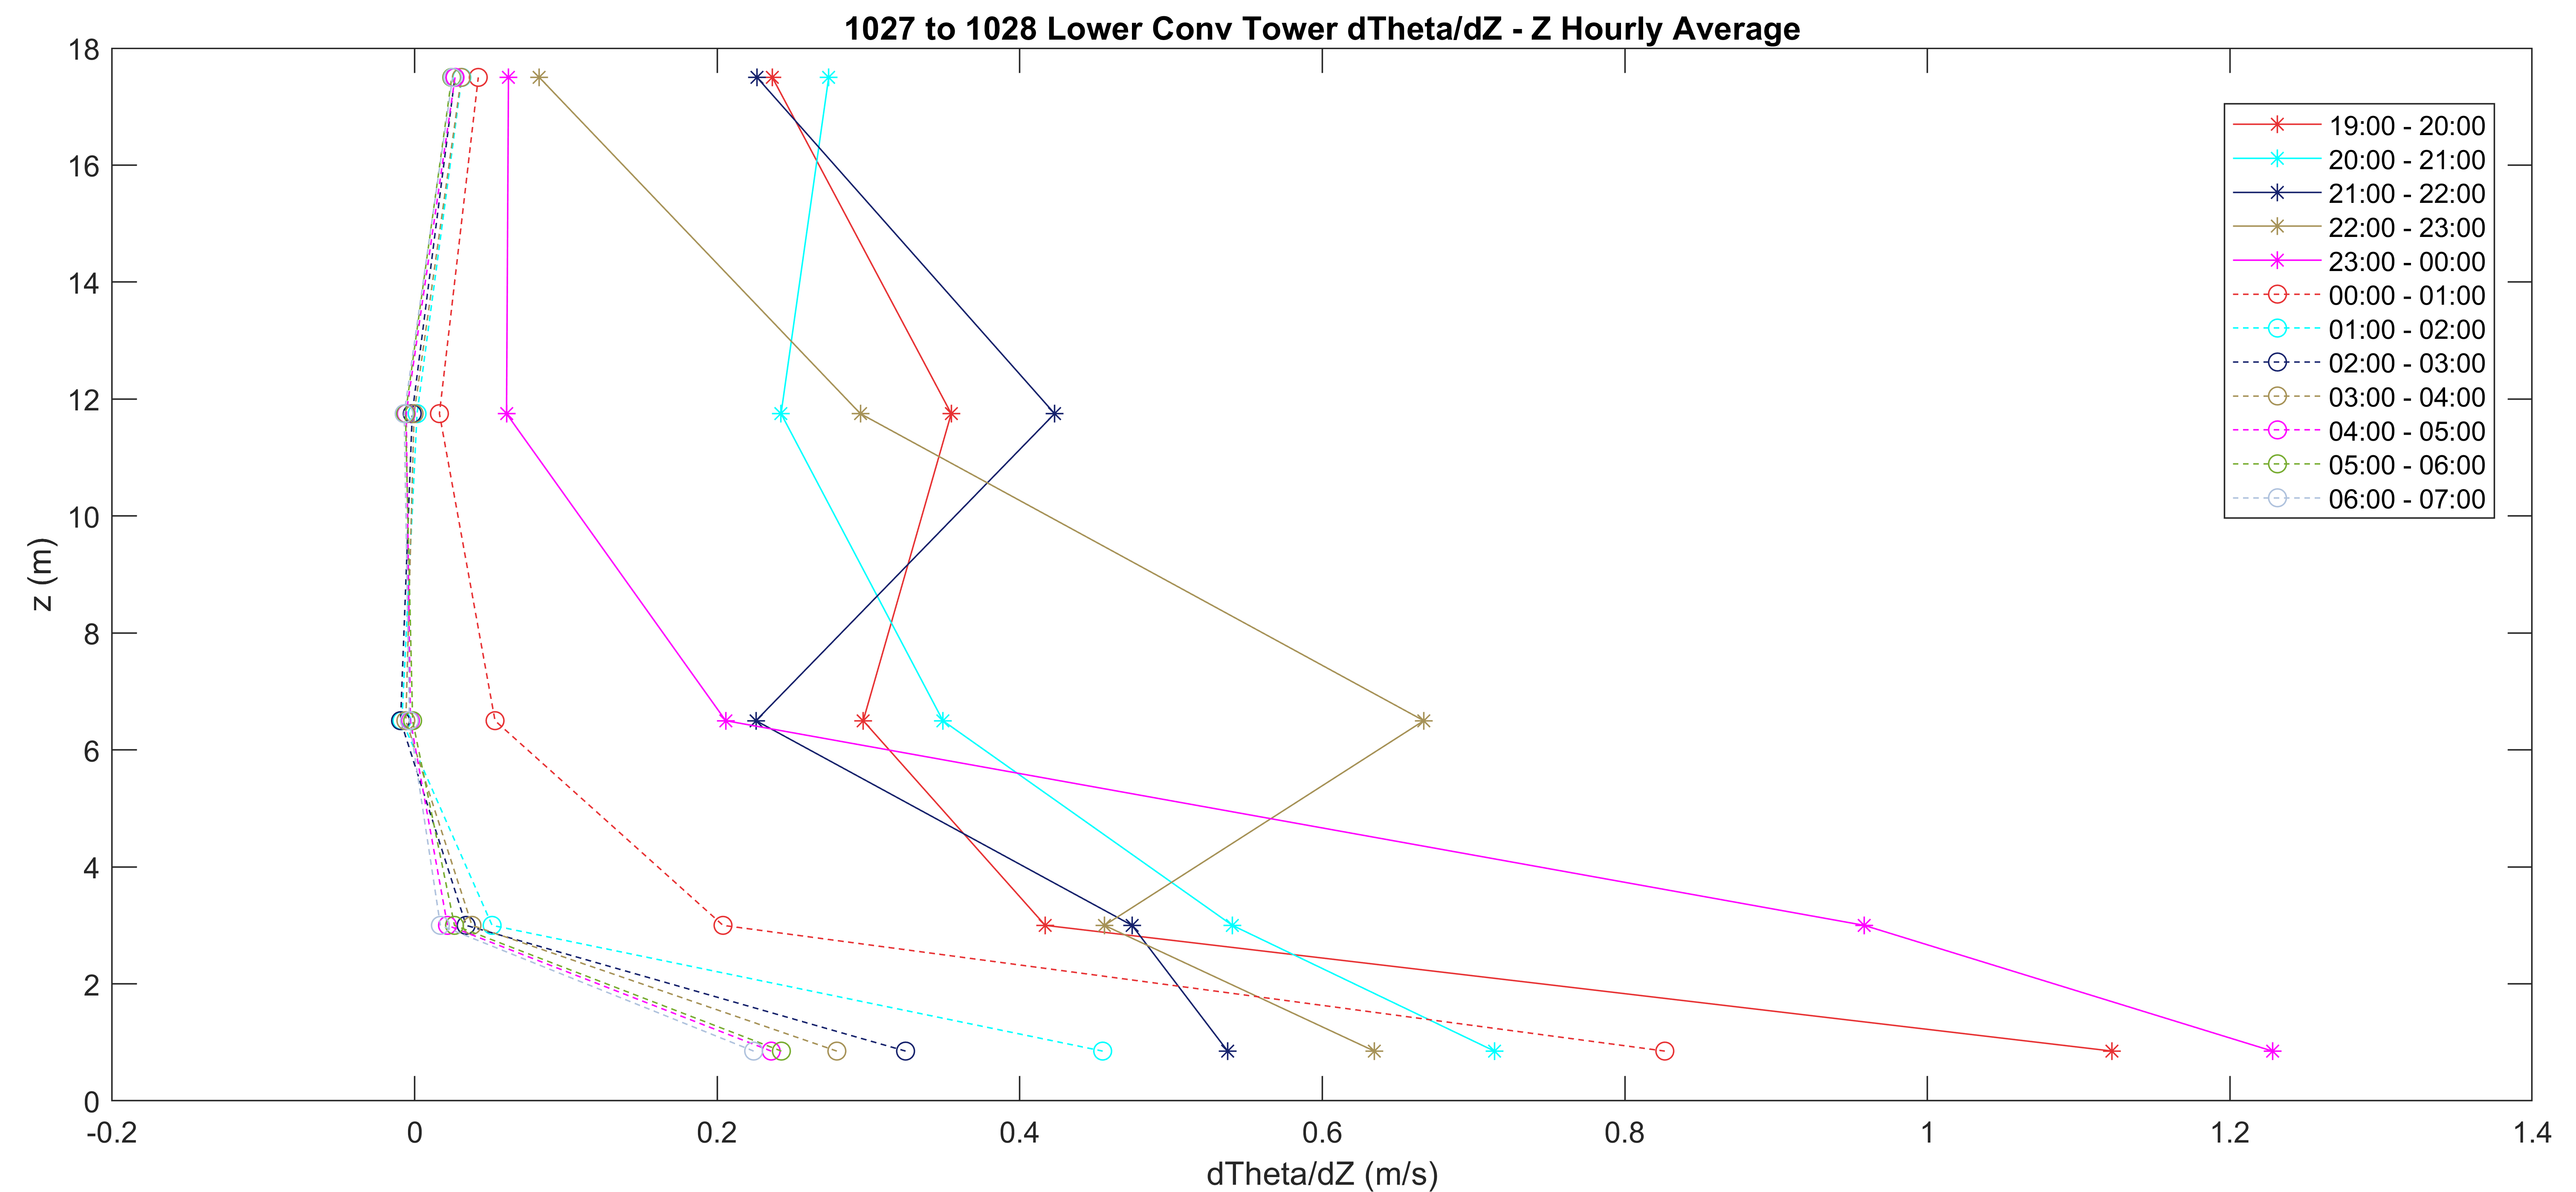 1027 to 1028 Lower Conv Tower dTheta/dZ - Z Hourly Average
18
16
14
12
10
8
6
4
2
0
z (m)
19:00 - 20:00
20:00 - 21:00
21:00 - 22:00
22:00 - 23:00
23:00 - 00:00
00:00 - 01:00
01:00 - 02:00
02:00 - 03:00
03:00 - 04:00
04:00 - 05:00
05:00 - 06:00
06:00 - 07:00
-0.2 0 0.2 0.4 0.6 0.8 1 1.2 1.4
dTheta/dZ (m/s)